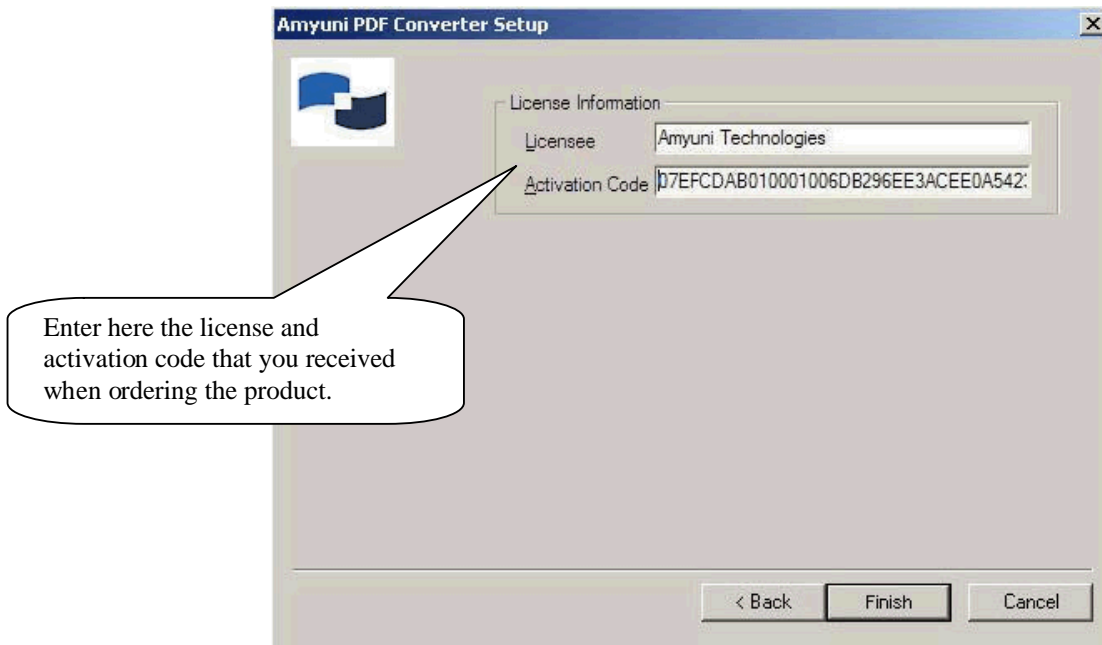 Amyuni PDF Converter Setup
License Information
Licensee Amyuni Technologies
Activation Code 07EFCDAB010001006DB296EE3ACEE0A542
Enter here the license and
activation code that you received
when ordering the product.
< Back Finish Cancel